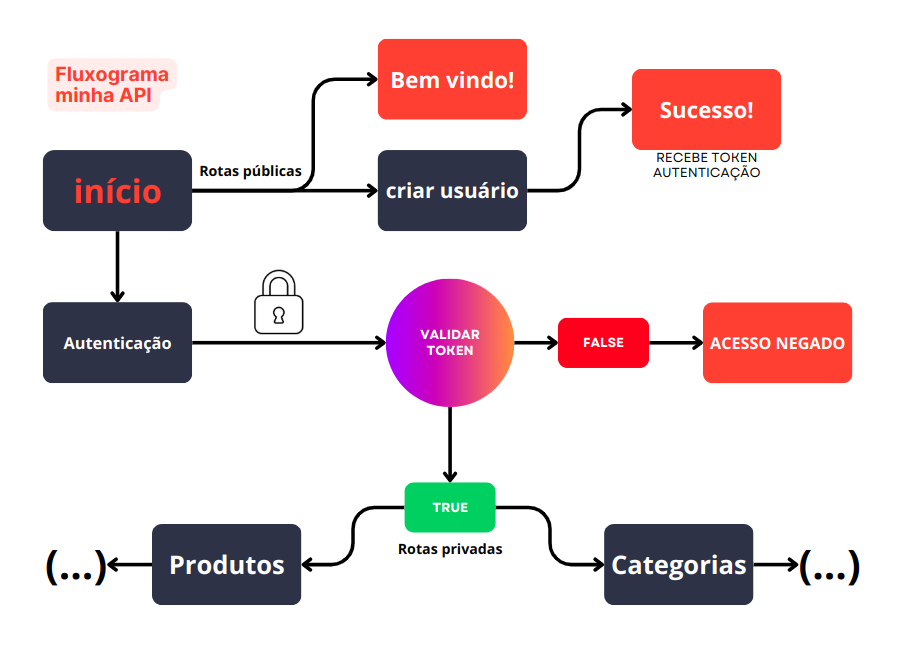 Fluxograma
minha API
Bem vindo!
Sucesso!
RECEBE TOKEN
AUTENTICAÇÃO
início
Rotas públicas
criar usuário
Autenticação
VALIDAR
TOKEN
FALSE
ACESSO NEGADO
TRUE
Rotas privadas
(...)
Produtos
Categorias
(...)